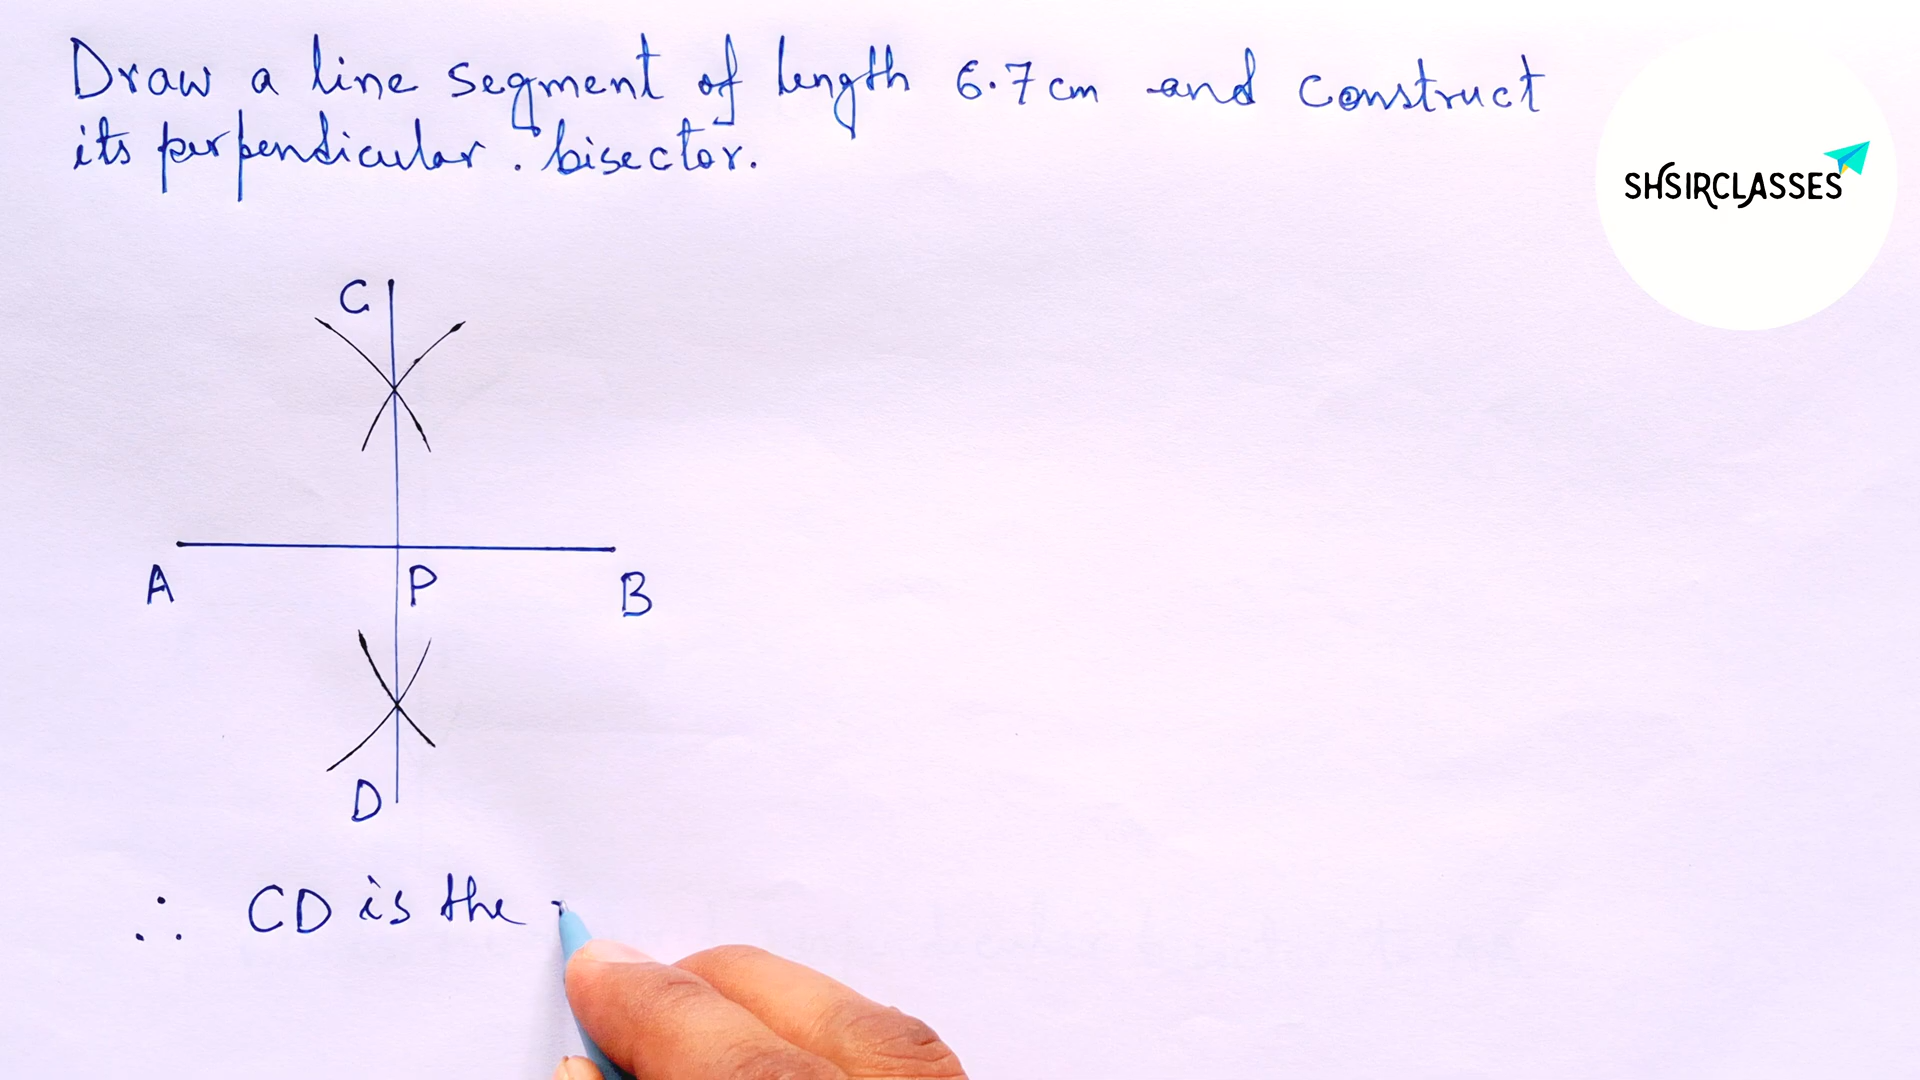 Draw a line segment of length 6.7 cm and construct
its perpendicular . bisector.
SHSIRCLASSES
C
A
P
B
D
∴ CD is the